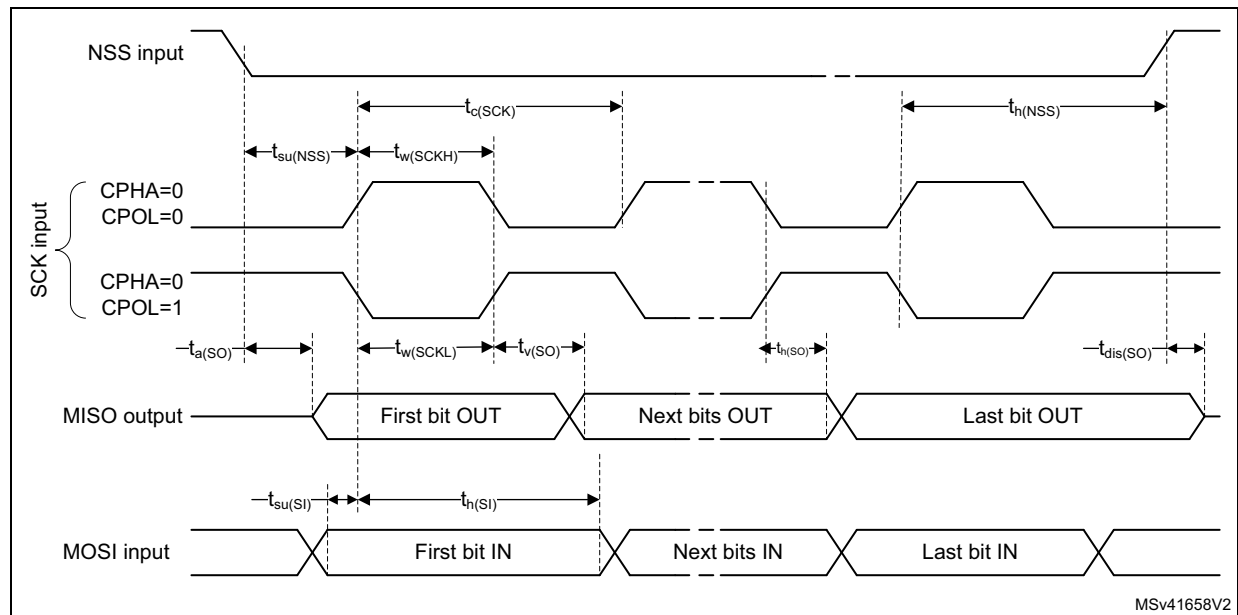 NSS input
tc(SCK)
th(NSS)
tsu(NSS)
tw(SCKH)
SCK input
CPHA=0
CPOL=0
CPHA=0
CPOL=1
ta(SO)
tw(SCKL)
tv(SO)
th(SO)
tdis(SO)
MISO output
First bit OUT
Next bits OUT
Last bit OUT
tsu(SI)
th(SI)
MOSI input
First bit IN
Next bits IN
Last bit IN
MSv41658V2